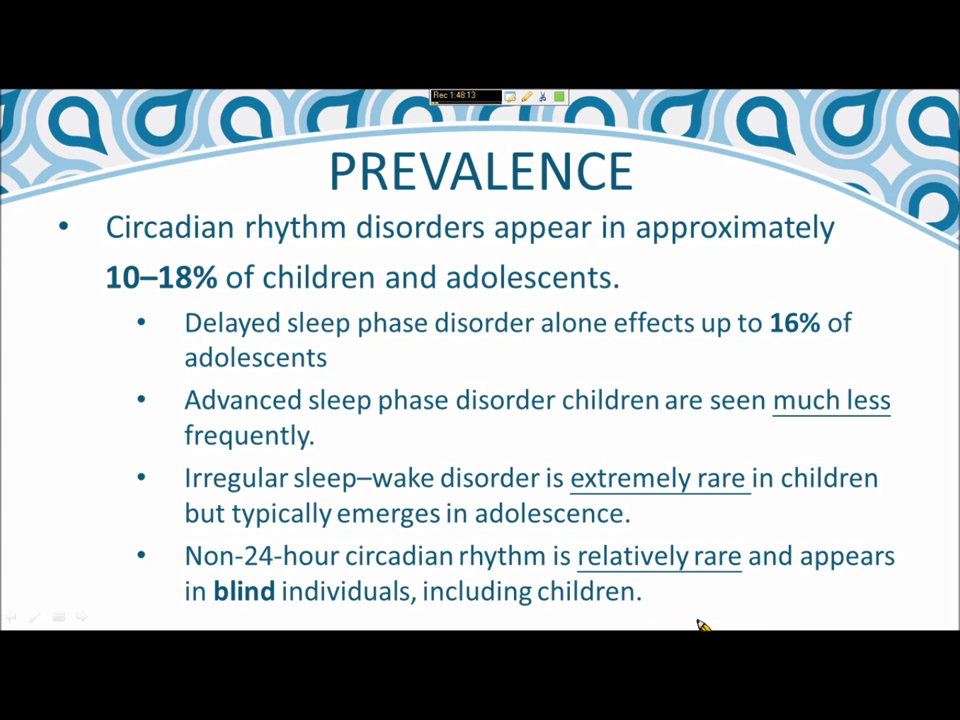 Rec 1:48:13
PREVALENCE
• Circadian rhythm disorders appear in approximately
10–18% of children and adolescents.
• Delayed sleep phase disorder alone effects up to 16% of
adolescents
• Advanced sleep phase disorder children are seen much less
frequently.
• Irregular sleep–wake disorder is extremely rare in children
but typically emerges in adolescence.
• Non-24-hour circadian rhythm is relatively rare and appears
in blind individuals, including children.